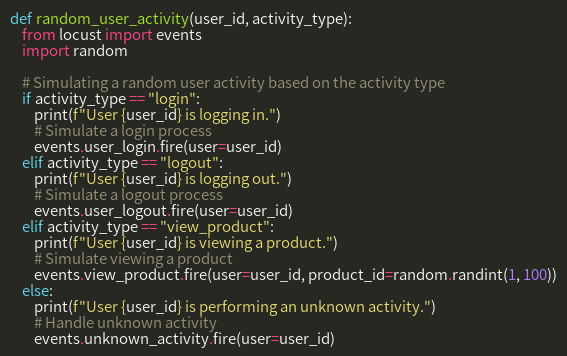 def random_user_activity(user_id, activity_type):
    from locust import events
    import random

    # Simulating a random user activity based on the activity type
    if activity_type == "login":
        print(f"User {user_id} is logging in.")
        # Simulate a login process
        events.user_login.fire(user=user_id)
    elif activity_type == "logout":
        print(f"User {user_id} is logging out.")
        # Simulate a logout process
        events.user_logout.fire(user=user_id)
    elif activity_type == "view_product":
        print(f"User {user_id} is viewing a product.")
        # Simulate viewing a product
        events.view_product.fire(user=user_id, product_id=random.randint(1, 100))
    else:
        print(f"User {user_id} is performing an unknown activity.")
        # Handle unknown activity
        events.unknown_activity.fire(user=user_id)